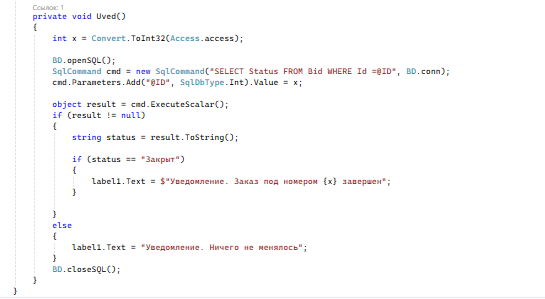 Ссылок: 1
private void Uved()
{
int x = Convert.ToInt32(Access.access);
BD.openSQL();
SqlCommand cmd = new SqlCommand("SELECT Status FROM Bid WHERE Id =@ID", BD.conn);
cmd.Parameters.Add("@ID", SqlDbType.Int).Value = x;
object result = cmd.ExecuteScalar();
if (result != null)
{
string status = result.ToString();
if (status == "Закрыт")
{
label1.Text = $"Уведомление. Заказ под номером {x} завершен";
}
}
else
{
label1.Text = "Уведомление. Ничего не менялось";
}
BD.closeSQL();
}
}